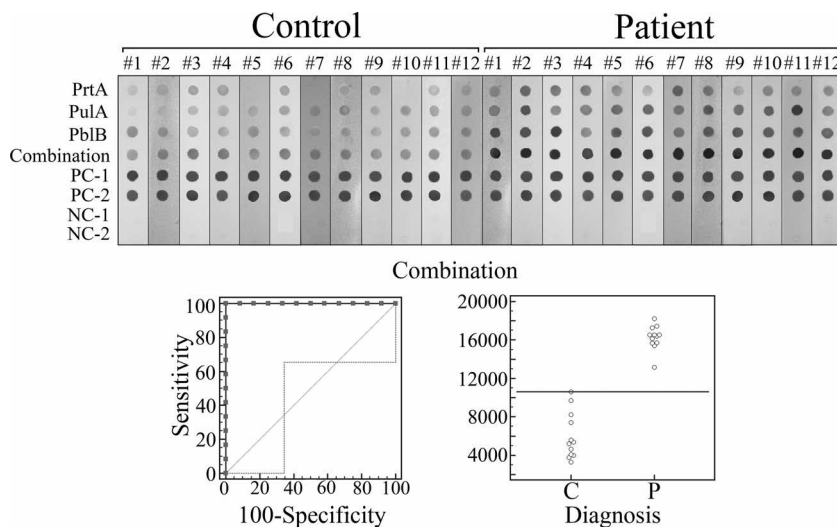 Control Patient
#1 #2 #3 #4 #5 #6 #7 #8 #9 #10 #11 #12 #1 #2 #3 #4 #5 #6 #7 #8 #9 #10 #11 #12
PrtA
PulA
PblB
Combination
PC-1
PC-2
NC-1
NC-2
Combination
100
80
60
40
20
0
Sensitivity
0 20 40 60 80 100
100-Specificity
20000
16000
12000
8000
4000
C P
Diagnosis